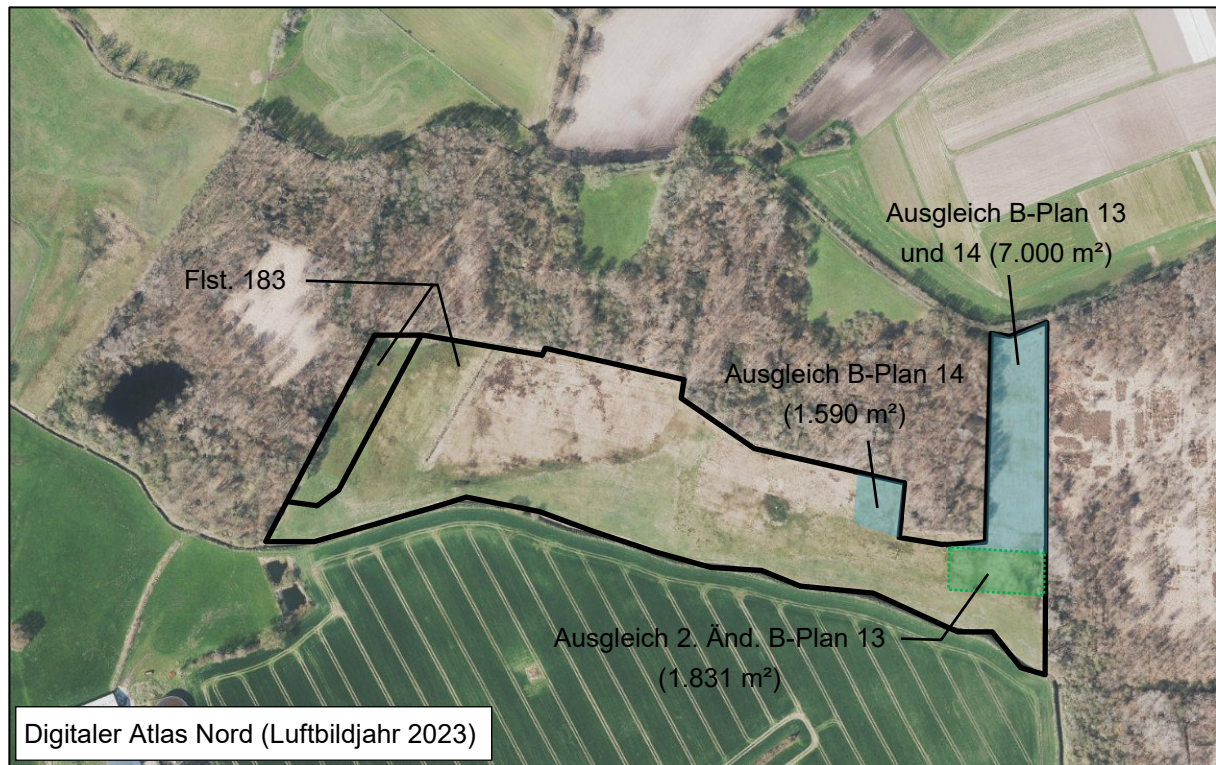 Ausgleich B-Plan 13
und 14 (7.000 m²)
Flst. 183
Ausgleich B-Plan 14
(1.590 m²)
Ausgleich 2. Änd. B-Plan 13
(1.831 m²)
Digitaler Atlas Nord (Luftbildjahr 2023)